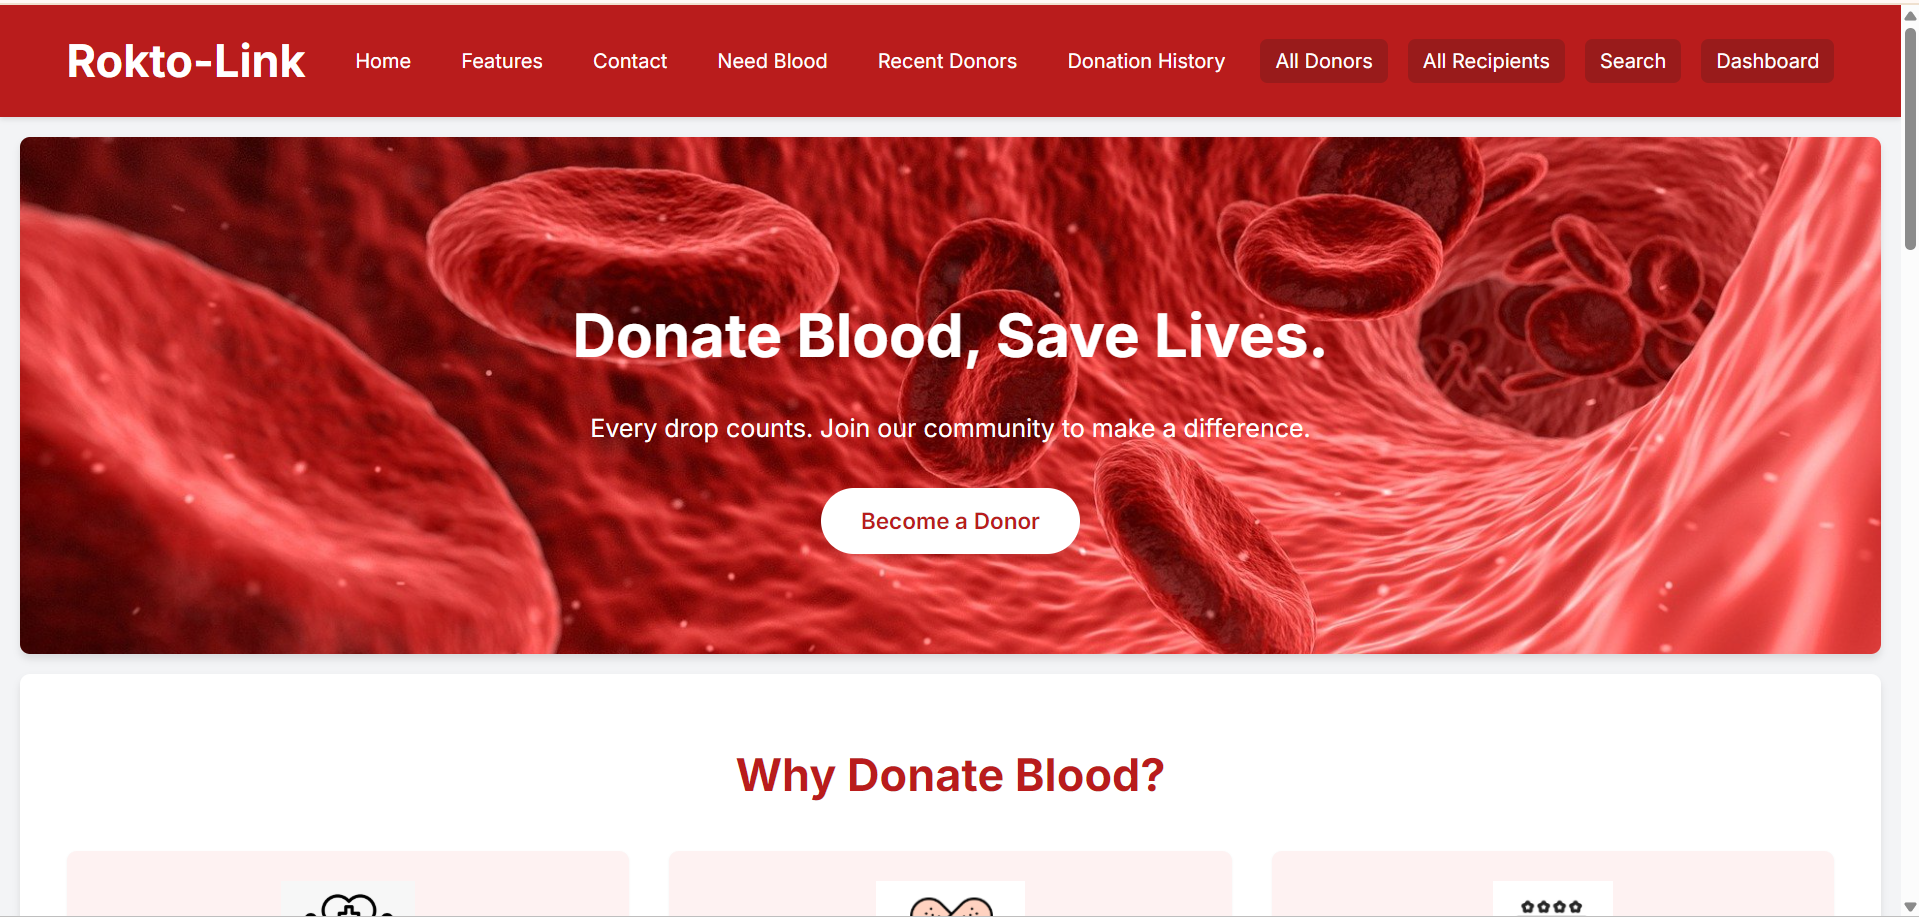 Rokto-Link
Home
Features
Contact
Need Blood
Recent Donors
Donation History
All Donors
All Recipients
Search
Dashboard
Donate Blood, Save Lives.
Every drop counts. Join our community to make a difference.
Become a Donor
Why Donate Blood?